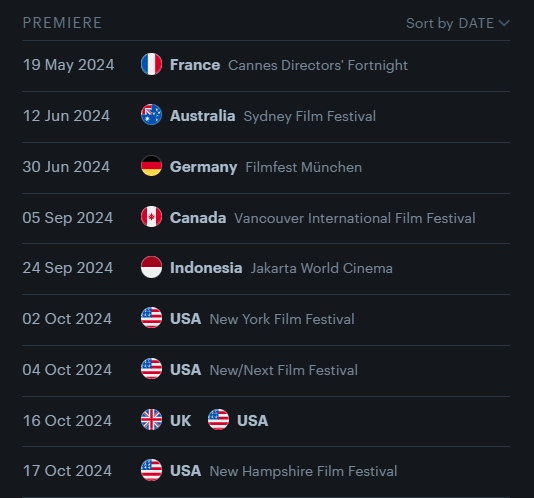 PREMIERE Sort by DATE
19 May 2024 France Cannes Directors' Fortnight
12 Jun 2024 Australia Sydney Film Festival
30 Jun 2024 Germany Filmfest München
05 Sep 2024 Canada Vancouver International Film Festival
24 Sep 2024 Indonesia Jakarta World Cinema
02 Oct 2024 USA New York Film Festival
04 Oct 2024 USA New/Next Film Festival
16 Oct 2024 UK USA
17 Oct 2024 USA New Hampshire Film Festival